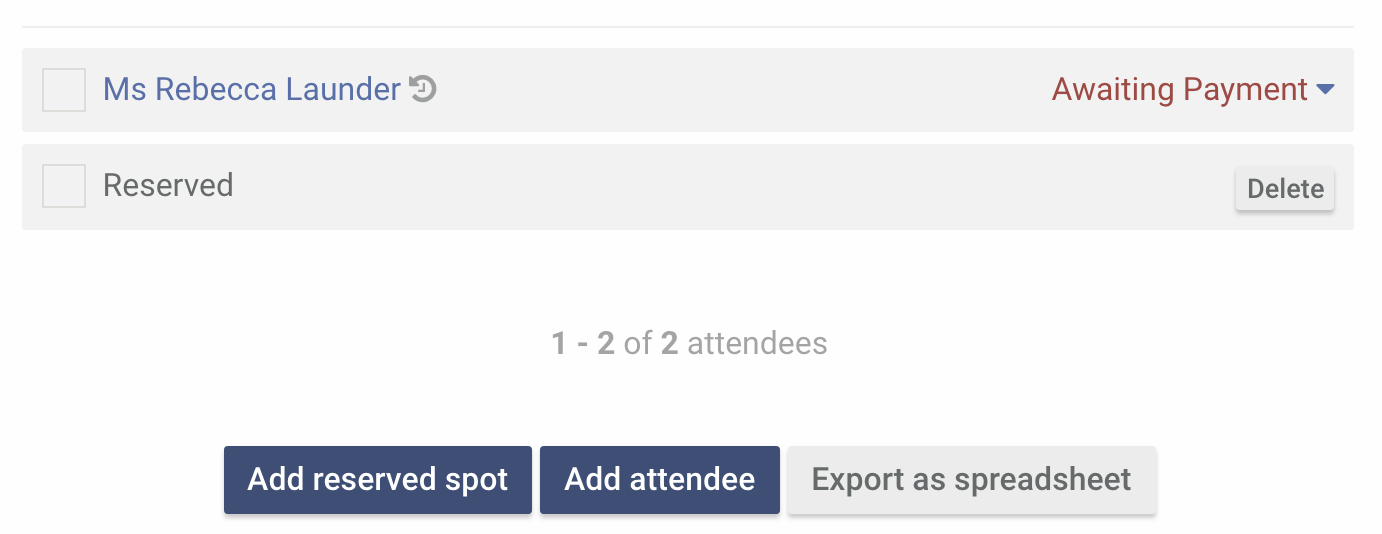 Ms Rebecca Launder Awaiting Payment
Reserved Delete
1 - 2 of 2 attendees
Add reserved spot Add attendee Export as spreadsheet